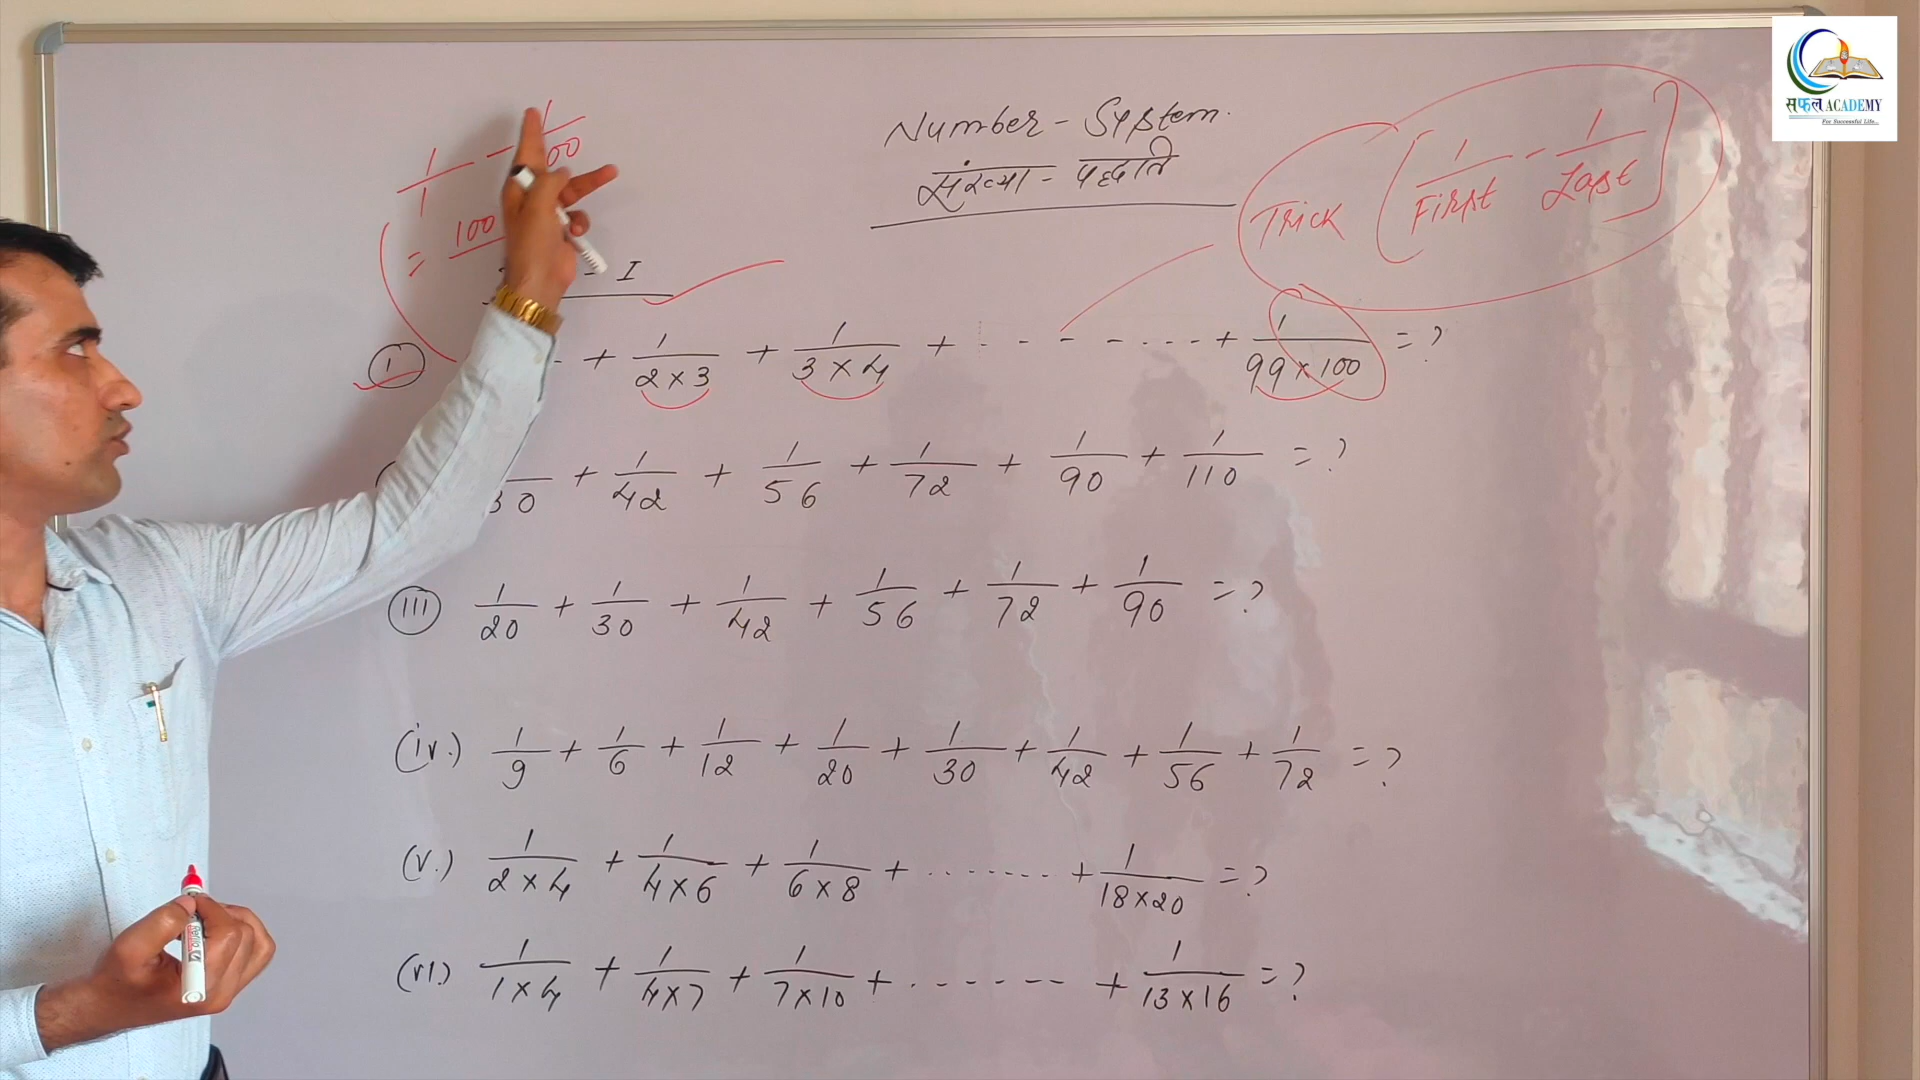 Number-System.
संख्या - पद्दति
1/1 - 1/100
= 100
Trick [1/First - 1/Last]
- I
(I) + 1/(2×3) + 1/(3×4) + - - - - ... + 1/(99×100) = ?
1/30 + 1/42 + 1/56 + 1/72 + 1/90 + 1/110 = ?
(III) 1/20 + 1/30 + 1/42 + 1/56 + 1/72 + 1/90 = ?
(iv.) 1/9 + 1/6 + 1/12 + 1/20 + 1/30 + 1/42 + 1/56 + 1/72 = ?
(v.) 1/(2×4) + 1/(4×6) + 1/(6×8) + ....... + 1/(18×20) = ?
(vi.) 1/(1×4) + 1/(4×7) + 1/(7×10) + ....... + 1/(13×16) = ?
सफल ACADEMY
For Successful Life...